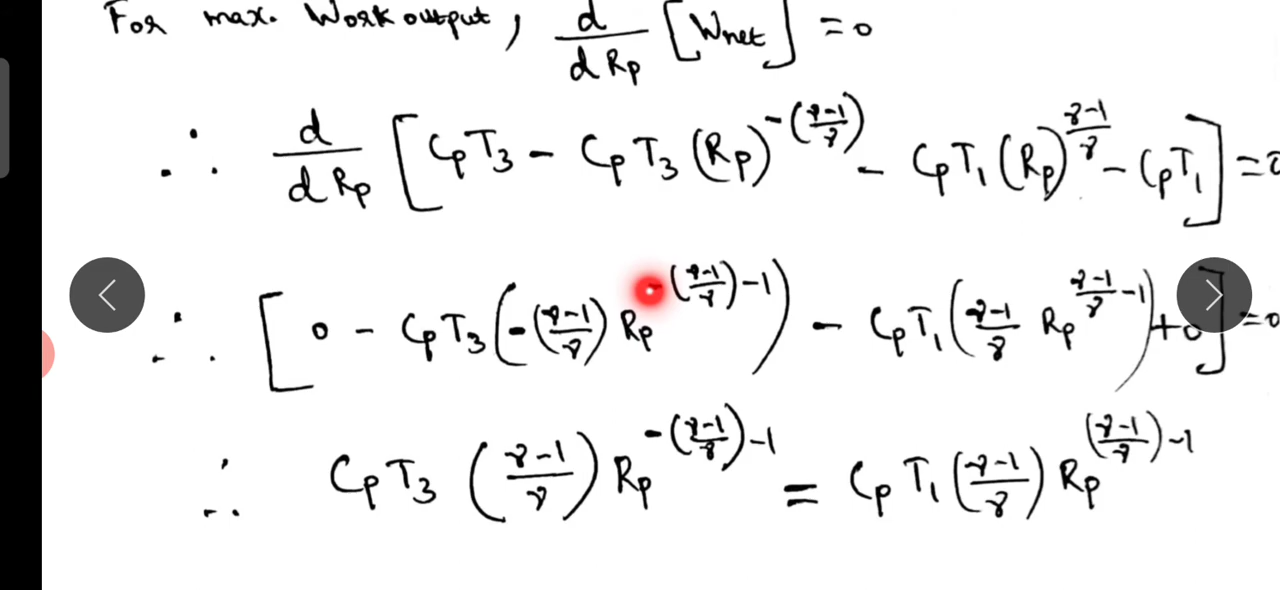 For max. Work output, d/dRp [Wnet] = 0
∴ d/dRp [CpT₃ - CpT₃(Rp)^-((γ-1)/γ) - CpT₁(Rp)^((γ-1)/γ) - CpT₁] = 0
∴ [0 - CpT₃(-((γ-1)/γ) Rp^(-((γ-1)/γ)-1)) - CpT₁((γ-1)/γ Rp^((γ-1)/γ -1)) + 0] = 0
∴ CpT₃((γ-1)/γ) Rp^(-((γ-1)/γ)-1) = CpT₁((γ-1)/γ) Rp^(((γ-1)/γ)-1)